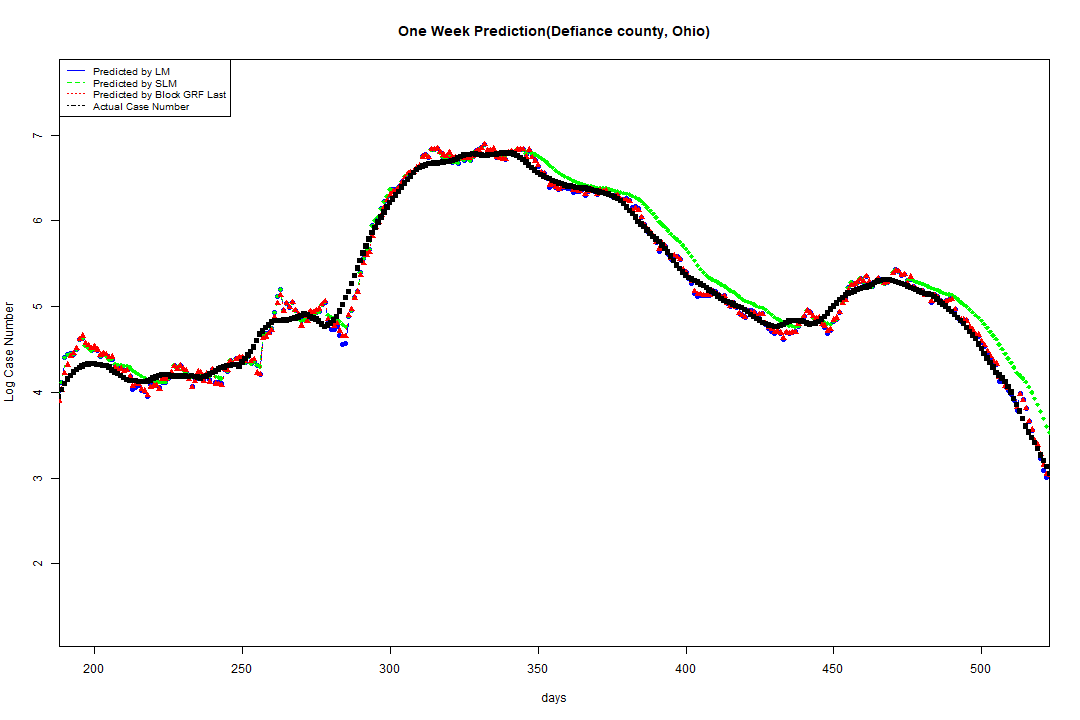 One Week Prediction(Defiance county, Ohio)
Predicted by LM
Predicted by SLM
Predicted by Block GRF Last
Actual Case Number
7
6
5
4
3
2
Log Case Number
200 250 300 350 400 450 500
days